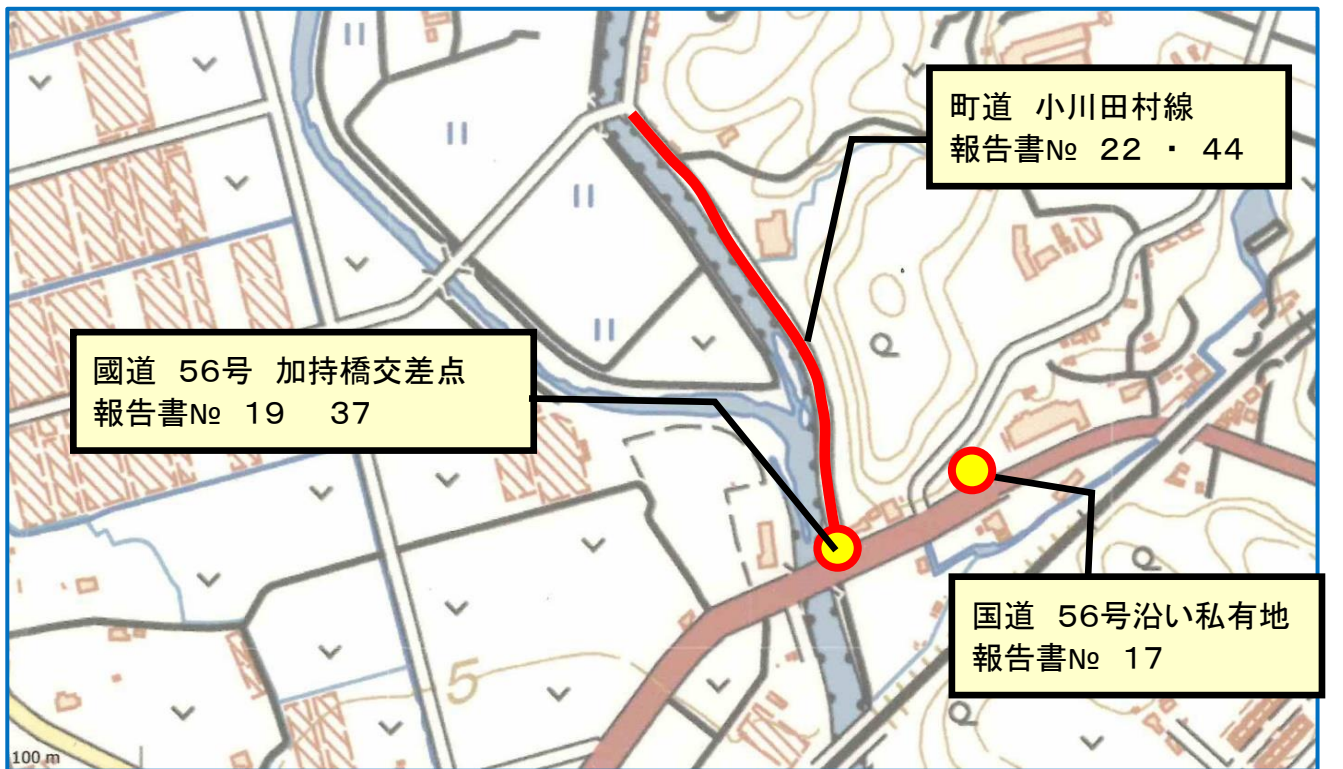 町道 小川田村線
報告書№ 22 ・ 44
國道 56号 加持橋交差点
報告書№ 19 37
国道 56号沿い私有地
報告書№ 17
5
100 m